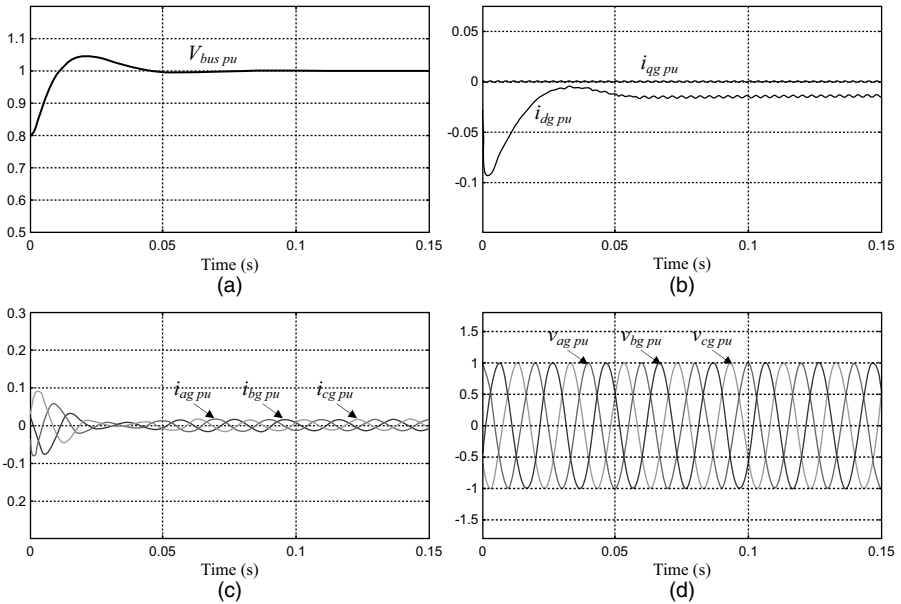 1.1
1
0.9
0.8
0.7
0.6
0.5
V_bus pu
0
0.05
0.1
0.15
Time (s)
(a)
0.05
0
-0.05
-0.1
i_qg pu
i_dg pu
0
0.05
0.1
0.15
Time (s)
(b)
0.3
0.2
0.1
0
-0.1
0.2
i_ag pu
i_bg pu
i_cg pu
0
0.05
0.1
0.15
Time (s)
(c)
1.5
1
0.5
0
-0.5
-1
-1.5
v_ag pu
v_bg pu
v_cg pu
0
0.05
0.1
0.15
Time (s)
(d)